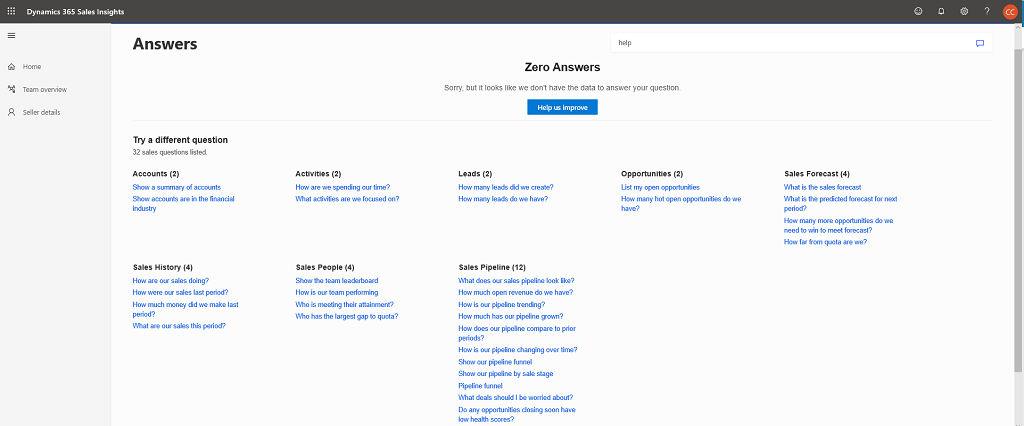 Dynamics 365 Sales Insights
?
CC
Home
Team overview
Seller details
Answers
help
Zero Answers
Sorry, but it looks like we don't have the data to answer your question.
Help us improve
Try a different question
32 sales questions listed.
Accounts (2)
Show a summary of accounts
Show accounts are in the financial
industry
Activities (2)
How are we spending our time?
What activities are we focused on?
Leads (2)
How many leads did we create?
How many leads do we have?
Opportunities (2)
List my open opportunities
How many hot open opportunities do we
have?
Sales Forecast (4)
What is the sales forecast
What is the predicted forecast for next
period?
How many more opportunities do we
need to win to meet forecast?
How far from quota are we?
Sales History (4)
How are our sales doing?
How were our sales last period?
How much money did we make last
period?
What are our sales this period?
Sales People (4)
Show the team leaderboard
How is our team performing
Who is meeting their attainment?
Who has the largest gap to quota?
Sales Pipeline (12)
What does our sales pipeline look like?
How much open revenue do we have?
How is our pipeline trending?
How much has our pipeline grown?
How does our pipeline compare to prior
periods?
How is our pipeline changing over time?
Show our pipeline funnel
Show our pipeline by sale stage
Pipeline funnel
What deals should I be worried about?
Do any opportunities closing soon have
low health scores?